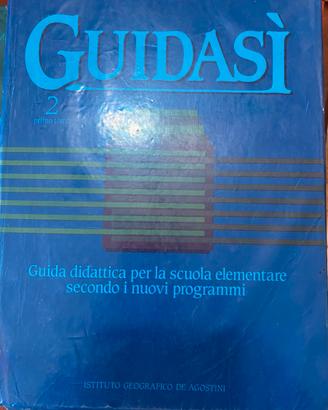 GUIDASÌ
2
Guida didattica per la scuola elementare
secondo i nuovi programmi
ISTITUTO GEOGRAFICO DE AGOSTINI